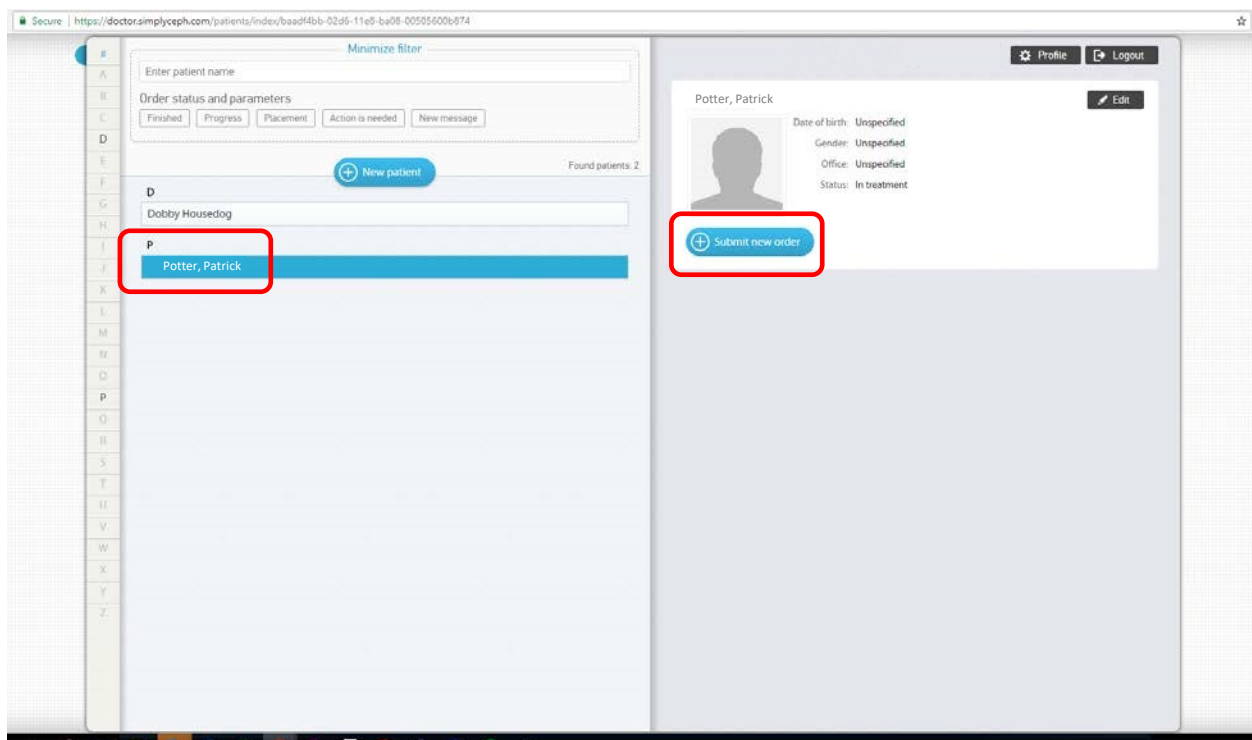 Secure | https://doctor.simplyceph.com/patients/index/baadf4bb-02d6-11e8-ba08-00505600b874
#
A
B
C
D
E
F
G
H
I
J
K
L
M
N
O
P
Q
R
S
T
U
V
W
X
Y
Z
Minimize filter
Enter patient name
Order status and parameters
Finished Progress Placement Action is needed New message
New patient
Found patients: 2
D
Dobby Housedog
P
Potter, Patrick
Profile Logout
Potter, Patrick
Edit
Date of birth: Unspecified
Gender: Unspecified
Office: Unspecified
Status: In treatment
Submit new order